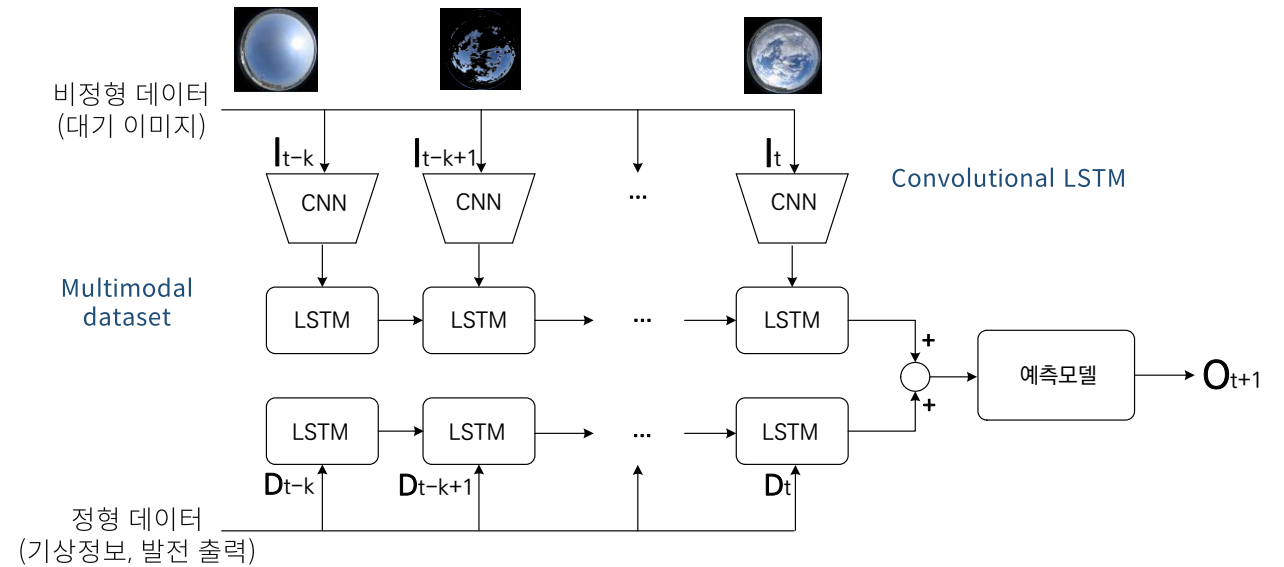 비정형 데이터
(대기 이미지)
It-k
It-k+1
It
CNN
CNN
...
CNN
Convolutional LSTM
Multimodal
dataset
LSTM
LSTM
...
LSTM
+
예측모델
Ot+1
+
LSTM
LSTM
...
LSTM
Dt-k
Dt-k+1
Dt
정형 데이터
(기상정보, 발전 출력)